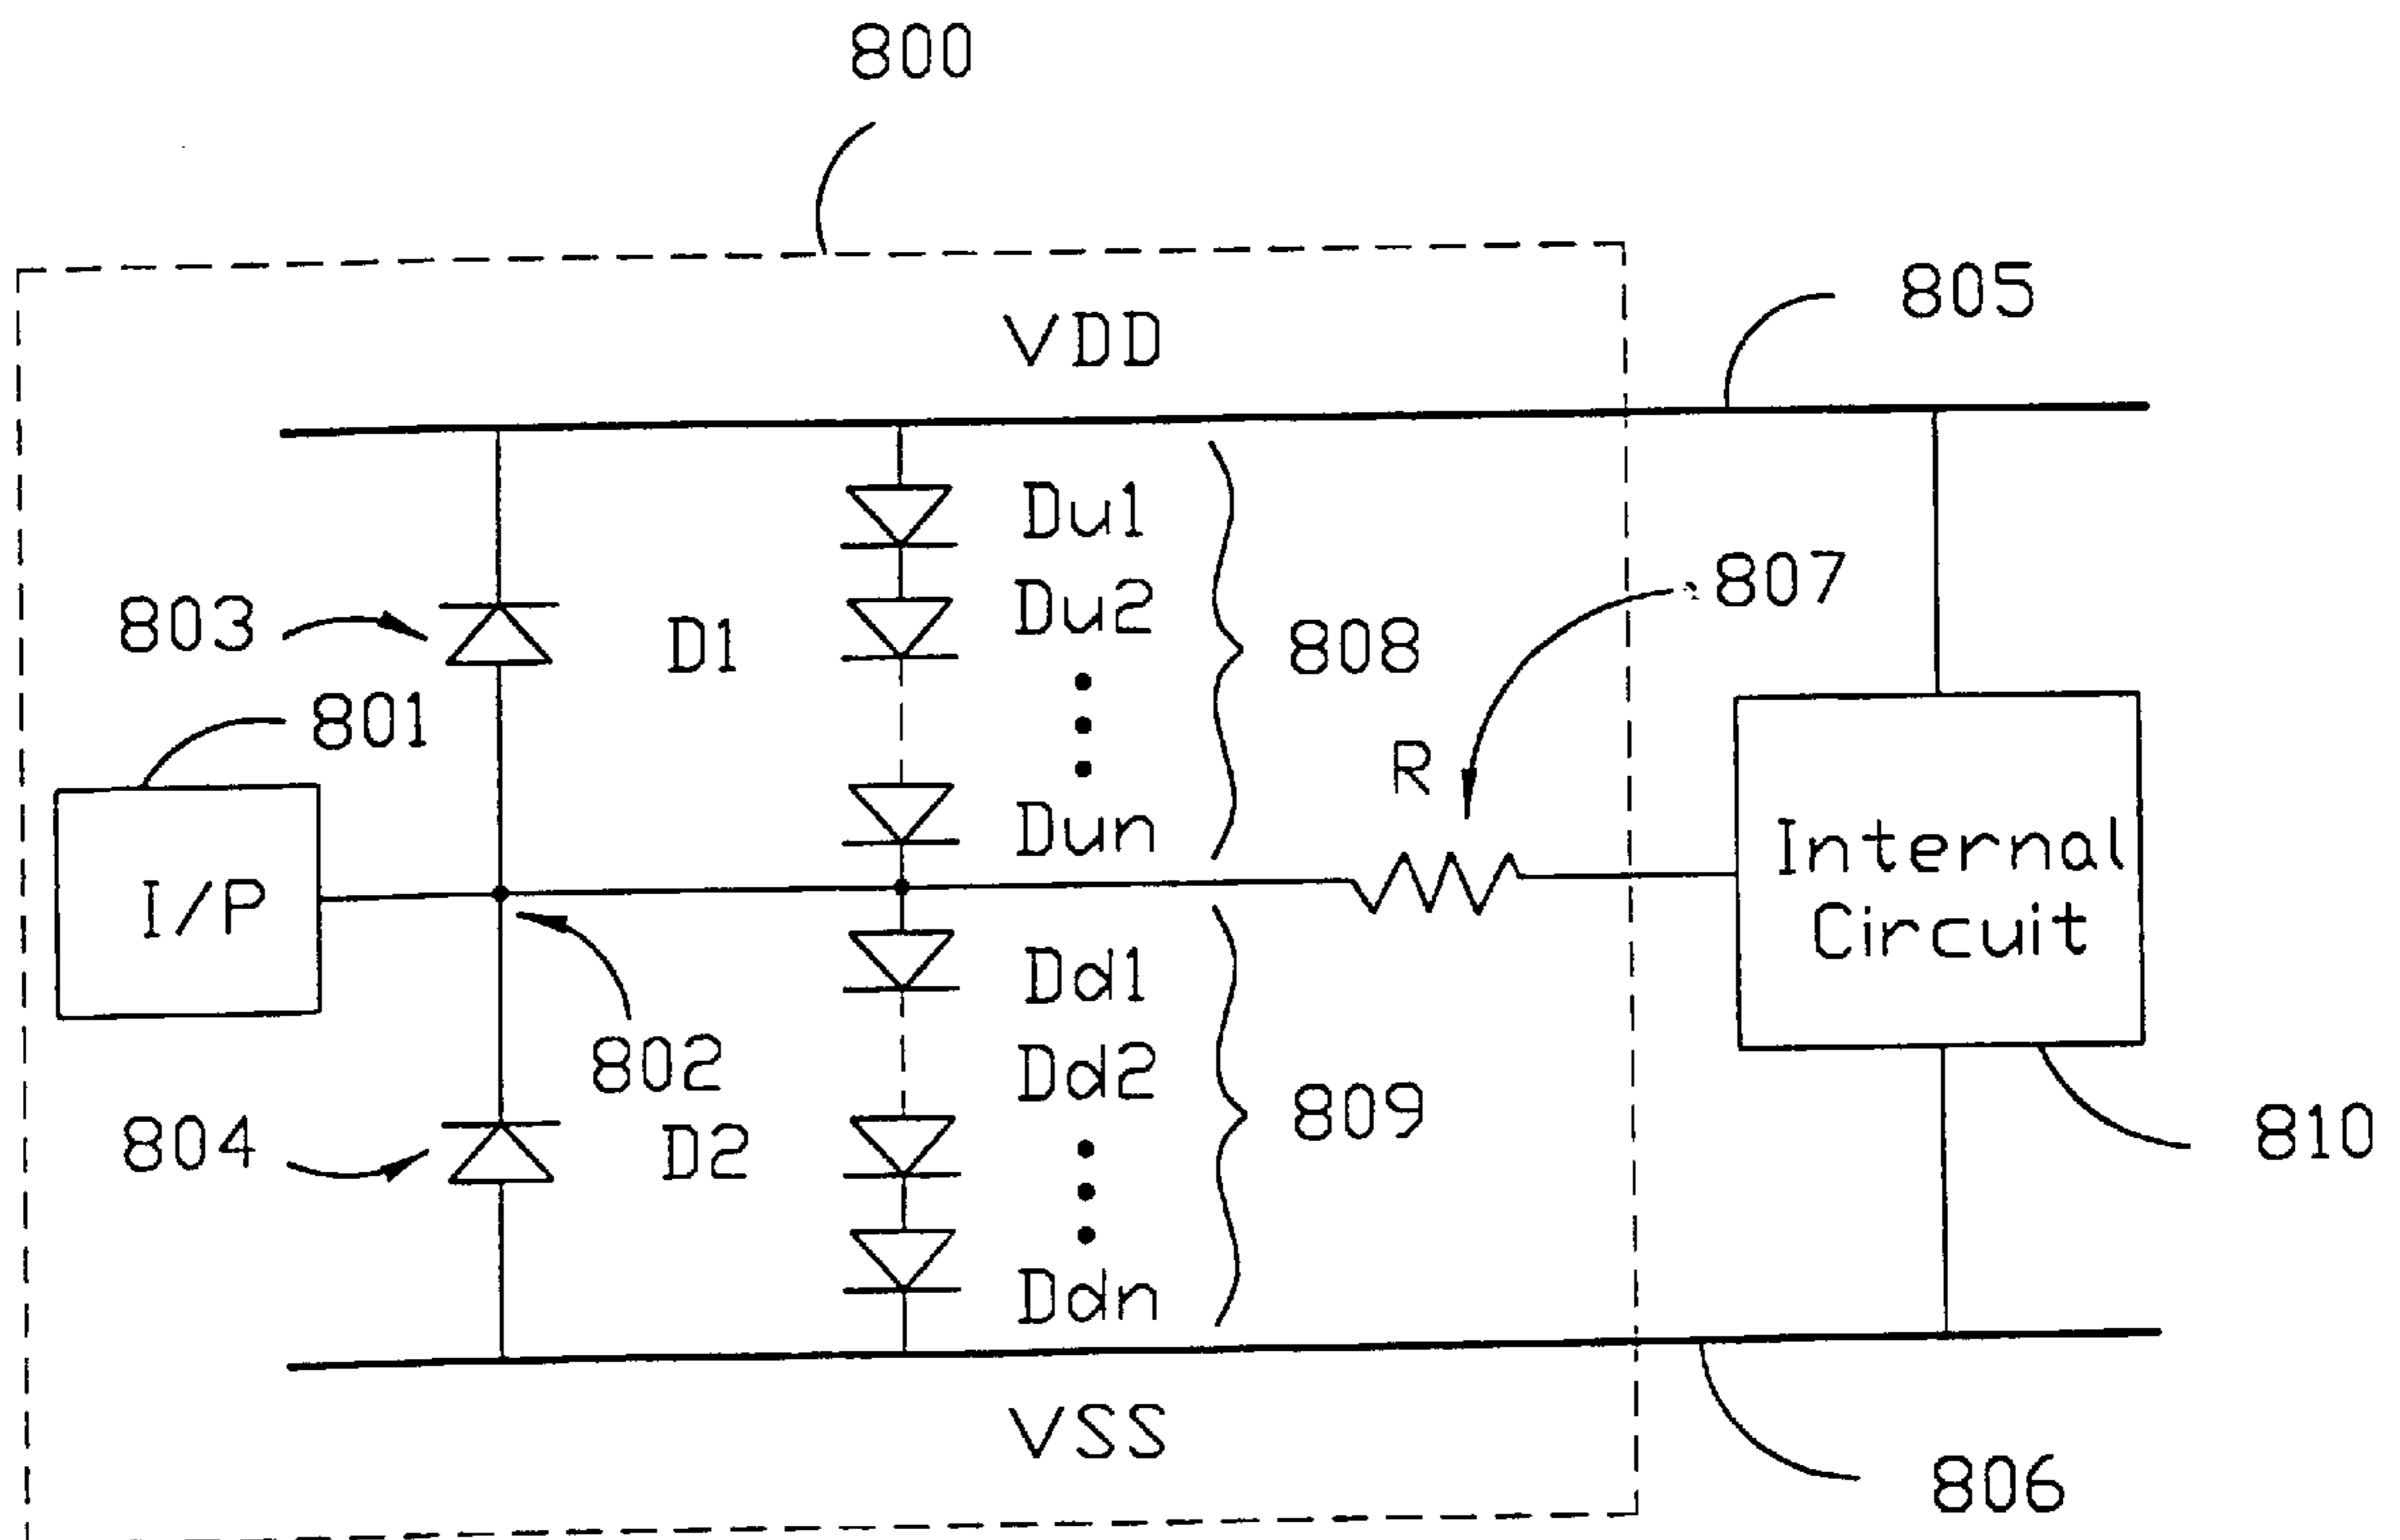 800
805
VDD
Du1
807
Du2
803
D1
808
801
R
Dun
Internal
Circuit
I/P
Dd1
802
Dd2
809
804
D2
810
Ddn
VSS
806